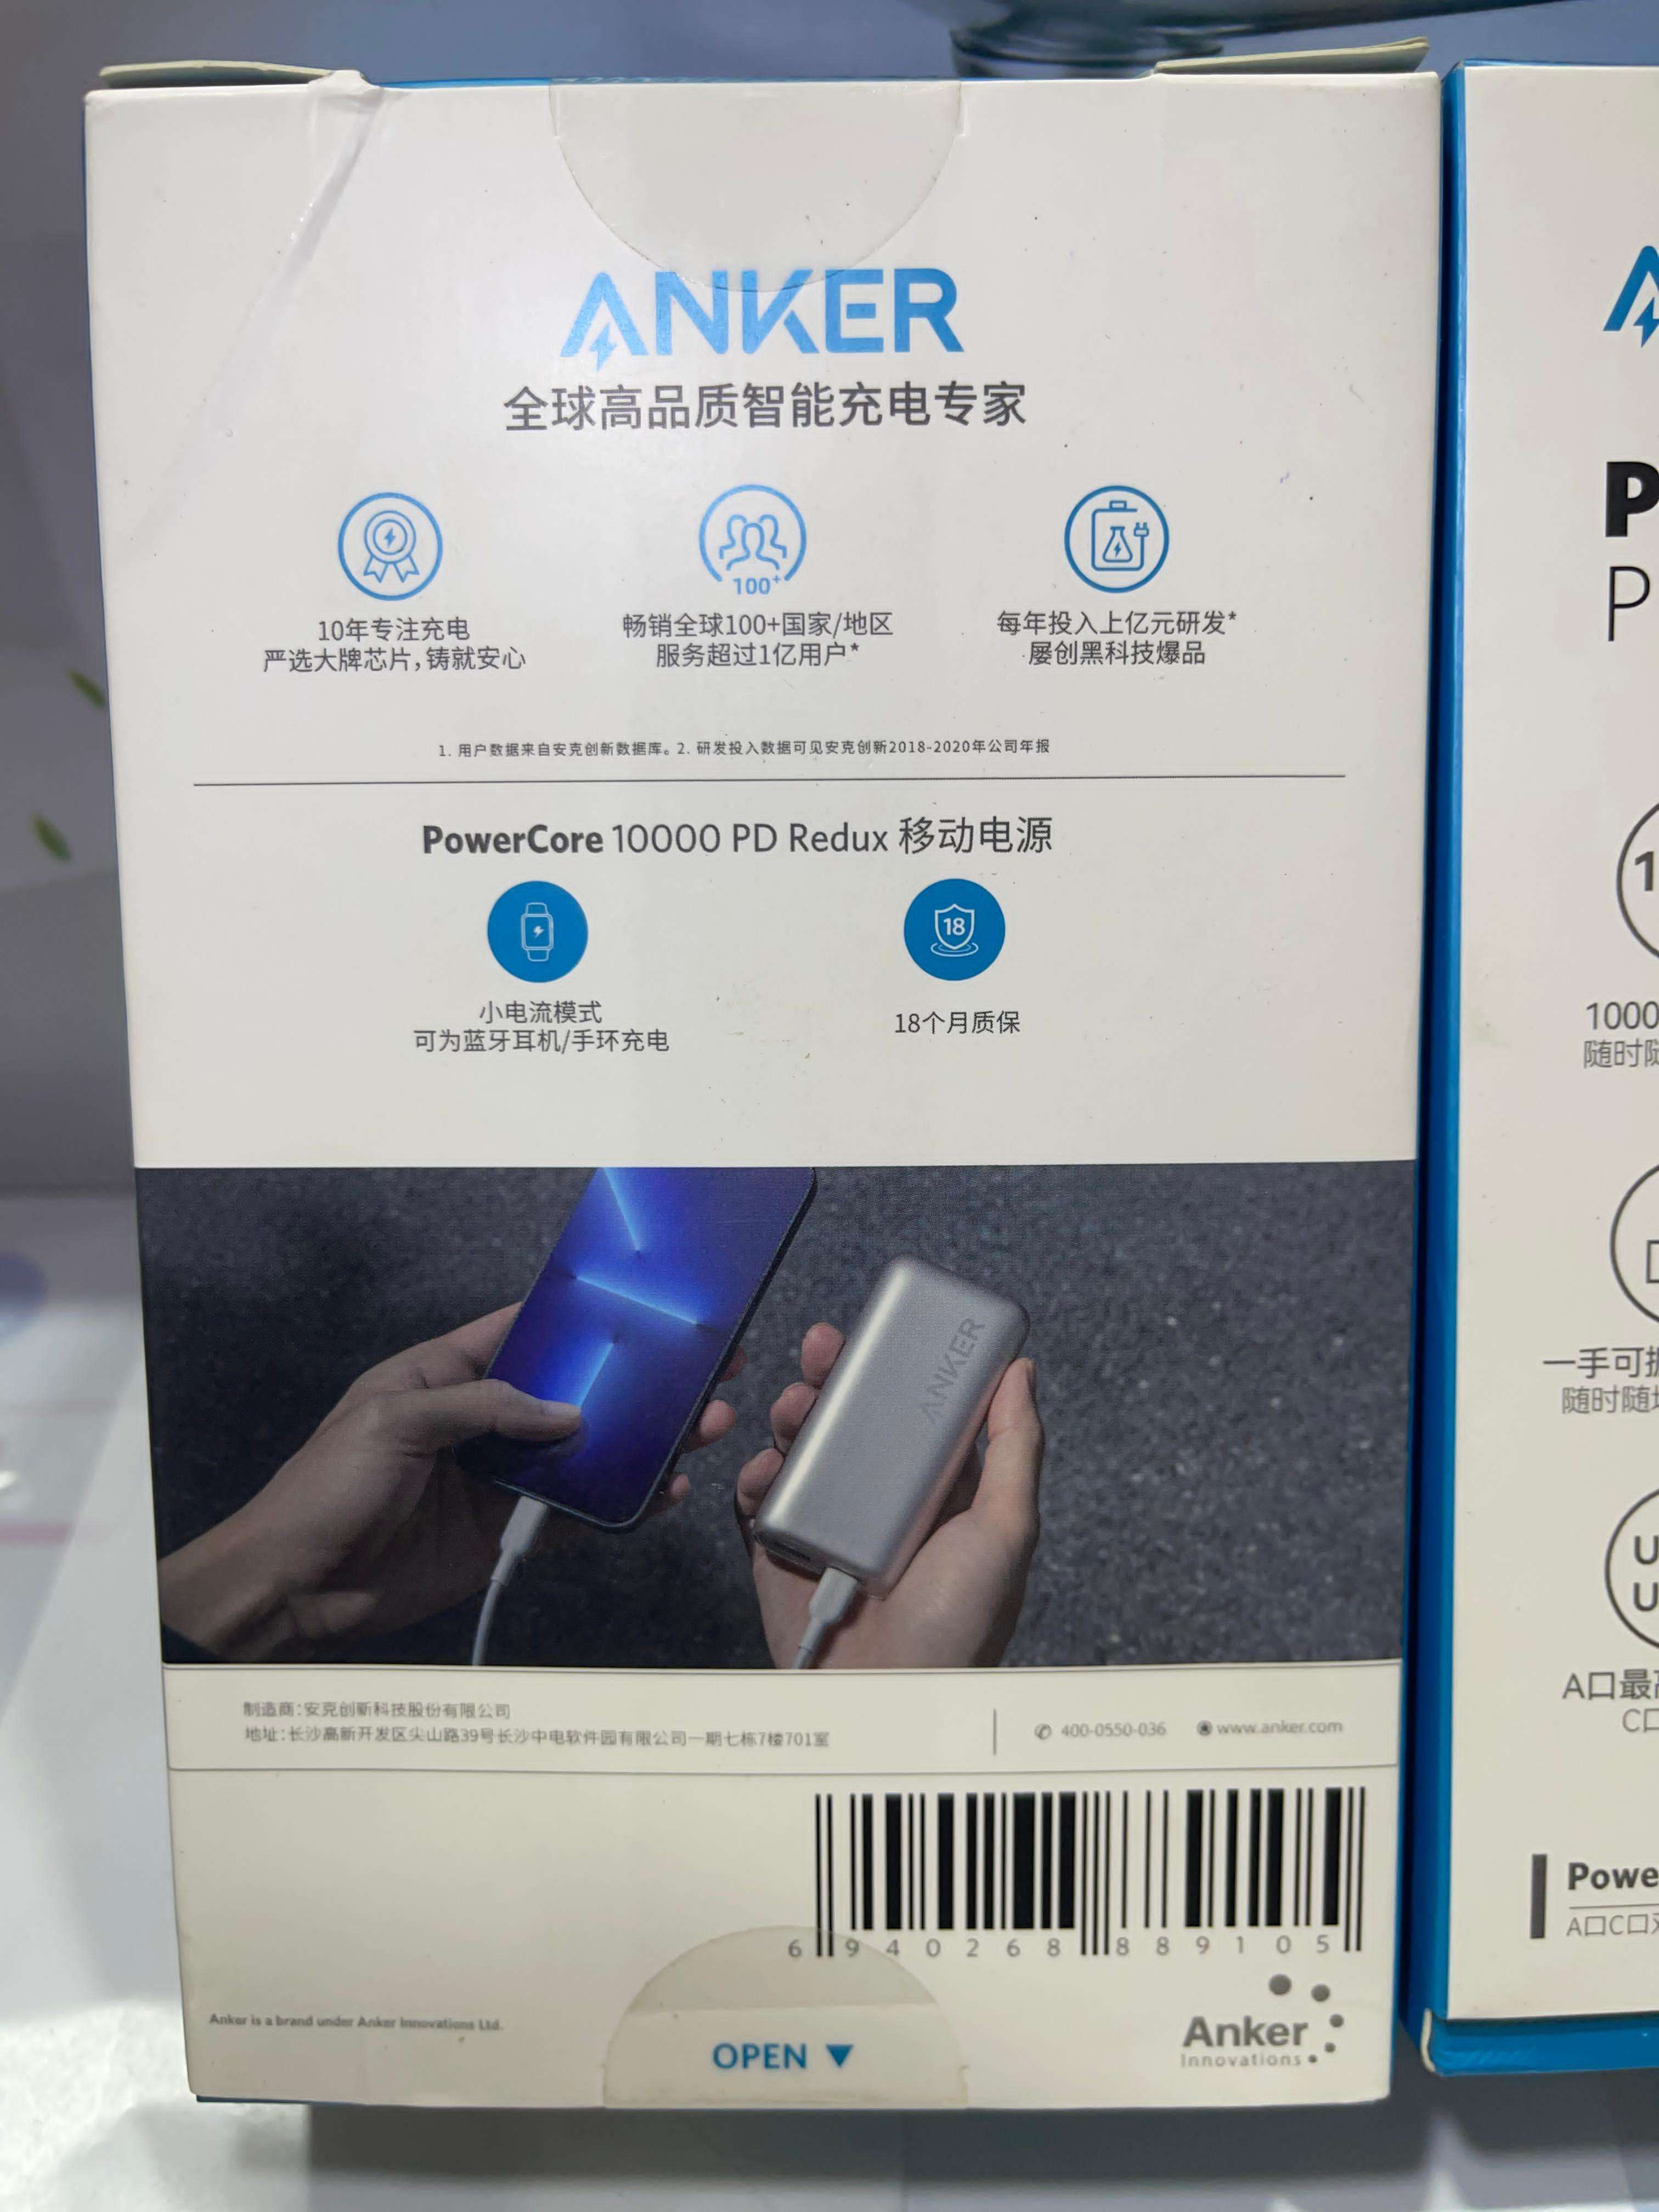 ANKER
全球高品质智能充电专家
10年专注充电
严选大牌芯片,铸就安心
100+
畅销全球100+国家/地区
服务超过1亿用户*
每年投入上亿元研发*
屡创黑科技爆品
1. 用户数据来自安克创新数据库。2. 研发投入数据可见安克创新2018-2020年公司年报
PowerCore 10000 PD Redux 移动电源
小电流模式
可为蓝牙耳机/手环充电
18
18个月质保
ANKER
制造商:安克创新科技股份有限公司
地址:长沙高新开发区尖山路39号长沙中电软件园有限公司一期七栋7楼701室
400-0550-036
www.anker.com
6 940268 889105
Anker is a brand under Anker Innovations Ltd.
OPEN
Anker
Innovations
P
P
1
1000
随时
一手可
随时随
U
U
A口最
C口
Powe
A口C口